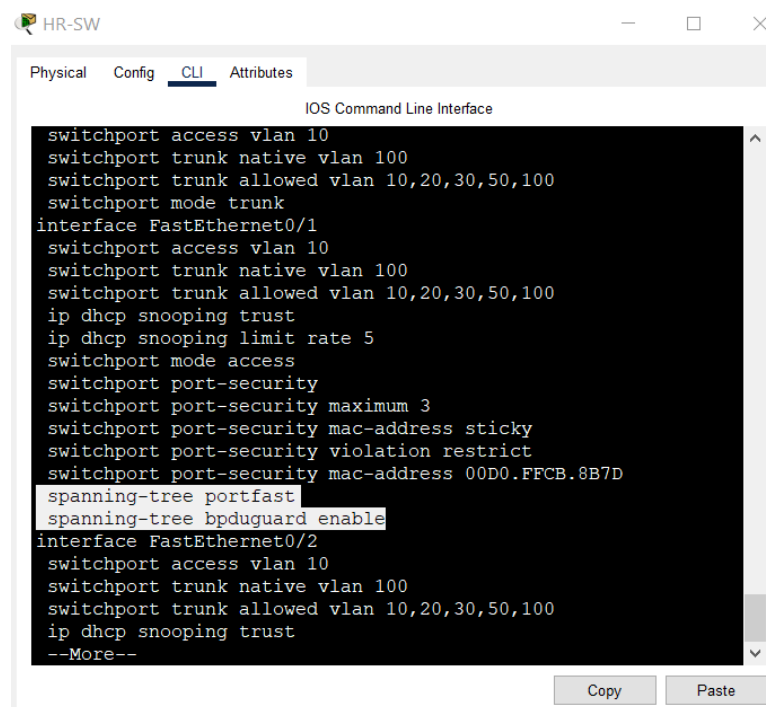 HR-SW
Physical Config CLI Attributes
IOS Command Line Interface
switchport access vlan 10
switchport trunk native vlan 100
switchport trunk allowed vlan 10,20,30,50,100
switchport mode trunk
interface FastEthernet0/1
switchport access vlan 10
switchport trunk native vlan 100
switchport trunk allowed vlan 10,20,30,50,100
ip dhcp snooping trust
ip dhcp snooping limit rate 5
switchport mode access
switchport port-security
switchport port-security maximum 3
switchport port-security mac-address sticky
switchport port-security violation restrict
switchport port-security mac-address 00D0.FFCB.8B7D
spanning-tree portfast
spanning-tree bpduguard enable
interface FastEthernet0/2
switchport access vlan 10
switchport trunk native vlan 100
switchport trunk allowed vlan 10,20,30,50,100
ip dhcp snooping trust
--More--
Copy Paste